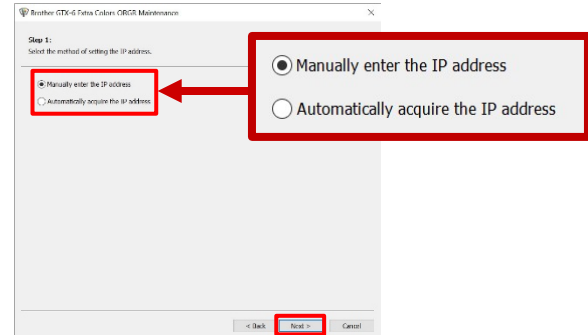 Brother GTX-6 Extra Colors ORGR Maintenance
Step 1:
Select the method of setting the IP address.
Manually enter the IP address
Automatically acquire the IP address
Manually enter the IP address
Automatically acquire the IP address
< Back Next > Cancel